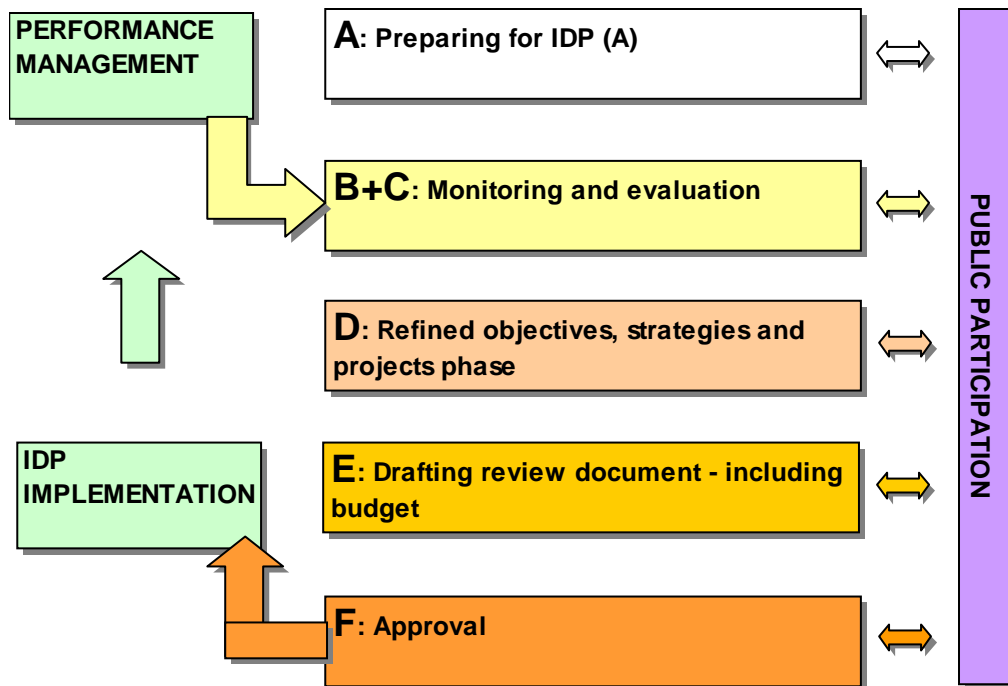 PERFORMANCE
MANAGEMENT
A: Preparing for IDP (A)
B+C: Monitoring and evaluation
D: Refined objectives, strategies and
projects phase
IDP
IMPLEMENTATION
E: Drafting review document - including
budget
F: Approval
PUBLIC PARTICIPATION